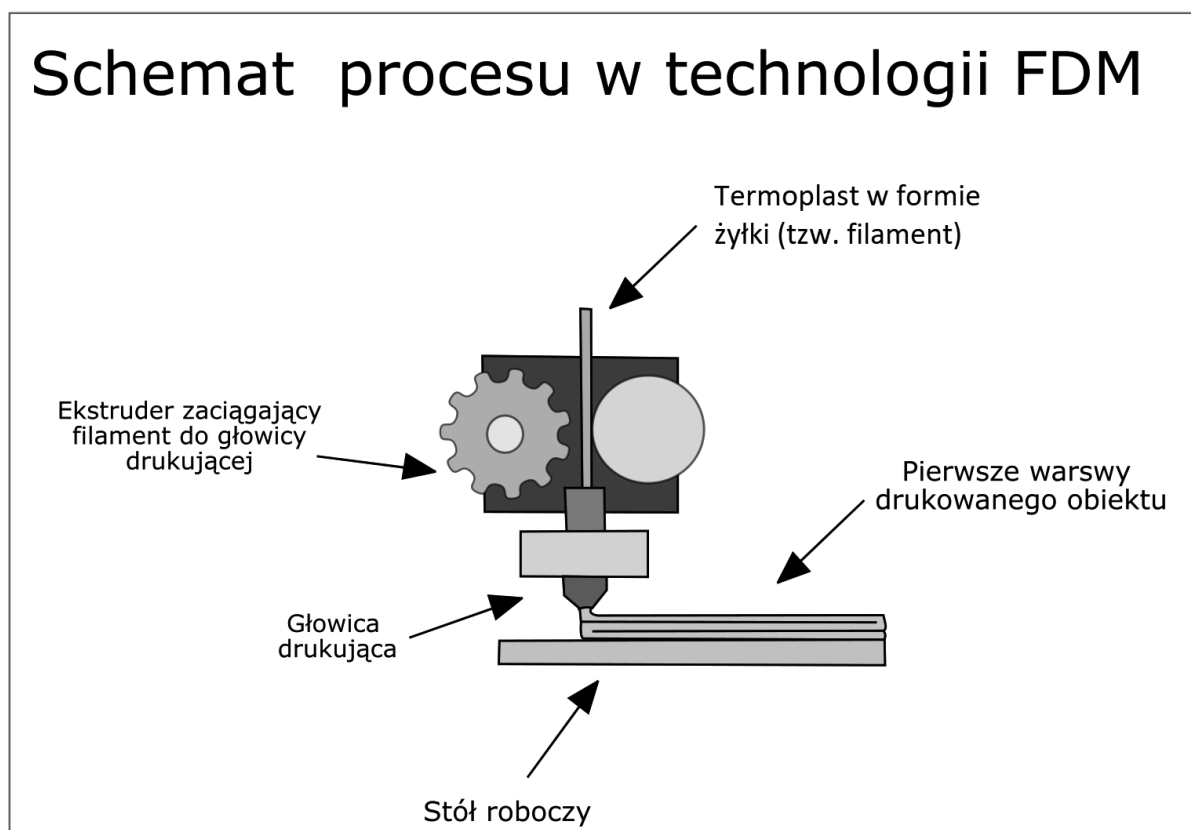 Schemat procesu w technologii FDM
Termoplast w formie
żyłki (tzw. filament)
Ekstruder zaciągający
filament do głowicy
drukującej
Pierwsze warswy
drukowanego obiektu
Głowica
drukująca
Stół roboczy